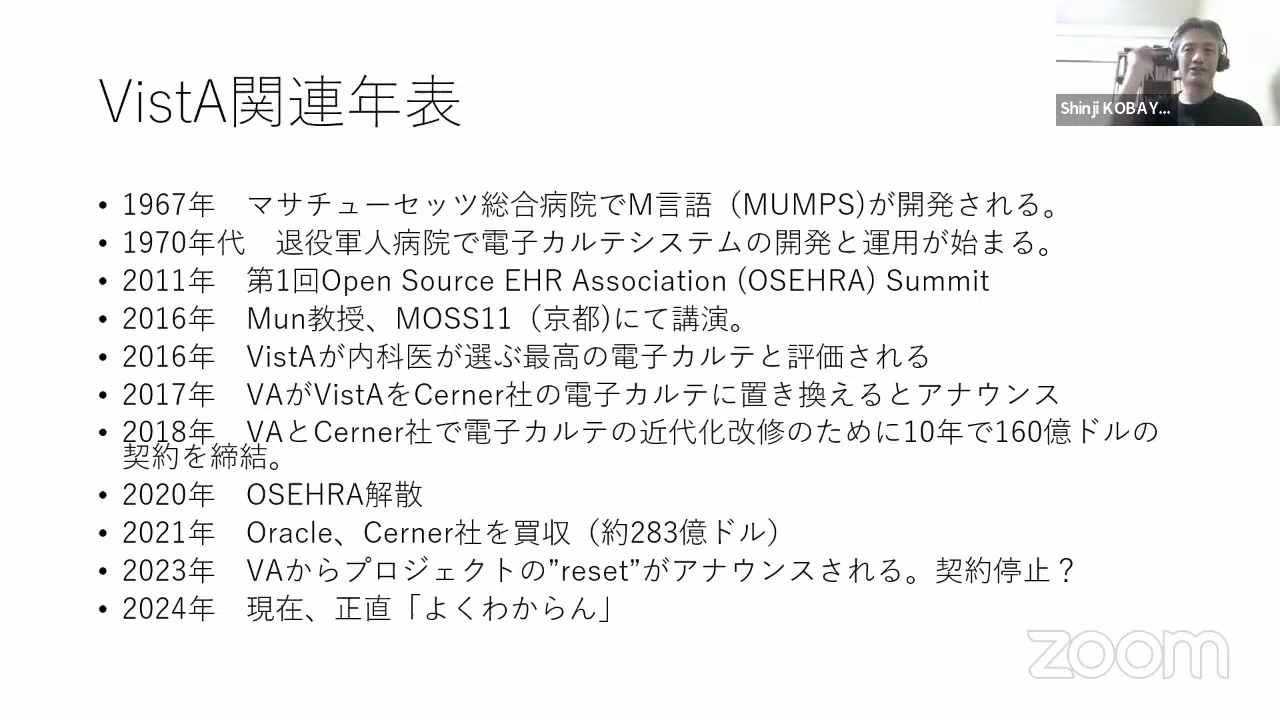 VistA関連年表
Shinji KOBAY...
• 1967年　マサチューセッツ総合病院でM言語（MUMPS)が開発される。
• 1970年代　退役軍人病院で電子カルテシステムの開発と運用が始まる。
• 2011年　第1回Open Source EHR Association (OSEHRA) Summit
• 2016年　Mun教授、MOSS11（京都)にて講演。
• 2016年　VistAが内科医が選ぶ最高の電子カルテと評価される
• 2017年　VAがVistAをCerner社の電子カルテに置き換えるとアナウンス
• 2018年　VAとCerner社で電子カルテの近代化改修のために10年で160億ドルの
契約を締結。
• 2020年　OSEHRA解散
• 2021年　Oracle、Cerner社を買収（約283億ドル）
• 2023年　VAからプロジェクトの”reset”がアナウンスされる。契約停止？
• 2024年　現在、正直「よくわからん」
zoom